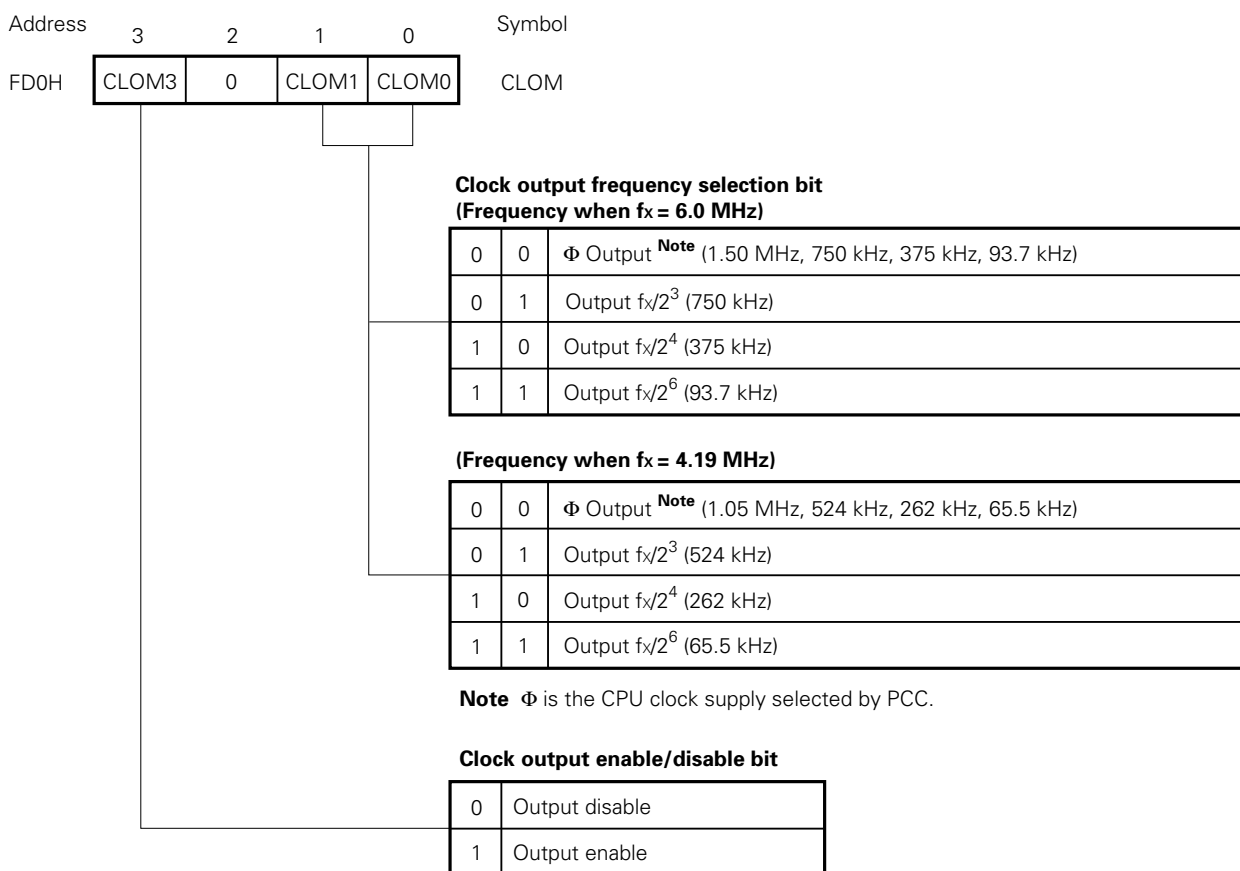 Address 3 2 1 0 Symbol
FD0H CLOM3 0 CLOM1 CLOM0 CLOM
Clock output frequency selection bit
(Frequency when fx = 6.0 MHz)
0 0 Φ Output Note (1.50 MHz, 750 kHz, 375 kHz, 93.7 kHz)
0 1 Output fx/2³ (750 kHz)
1 0 Output fx/2⁴ (375 kHz)
1 1 Output fx/2⁶ (93.7 kHz)
(Frequency when fx = 4.19 MHz)
0 0 Φ Output Note (1.05 MHz, 524 kHz, 262 kHz, 65.5 kHz)
0 1 Output fx/2³ (524 kHz)
1 0 Output fx/2⁴ (262 kHz)
1 1 Output fx/2⁶ (65.5 kHz)
Note Φ is the CPU clock supply selected by PCC.
Clock output enable/disable bit
0 Output disable
1 Output enable